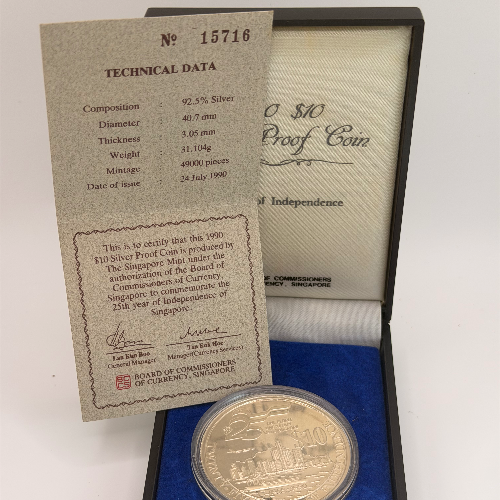 Nº 15716
TECHNICAL DATA
Composition : 92.5% Silver
Diameter : 40.7 mm
Thickness : 3.05 mm
Weight : 31.104g
Mintage : 49000 pieces
Date of issue : 24 July 1990
This is to certify that this 1990
$10 Silver Proof Coin is produced by
The Singapore Mint under the
authorization of the Board of
Commissioners of Currency,
Singapore to commemorate the
25th year of Independence of
Singapore.
General Manager Manager(Currency Services)
BOARD OF COMMISSIONERS
OF CURRENCY, SINGAPORE
0 $10
Proof Coin
of Independence
OF COMMISSIONERS
CURRENCY, SINGAPORE
25
$10